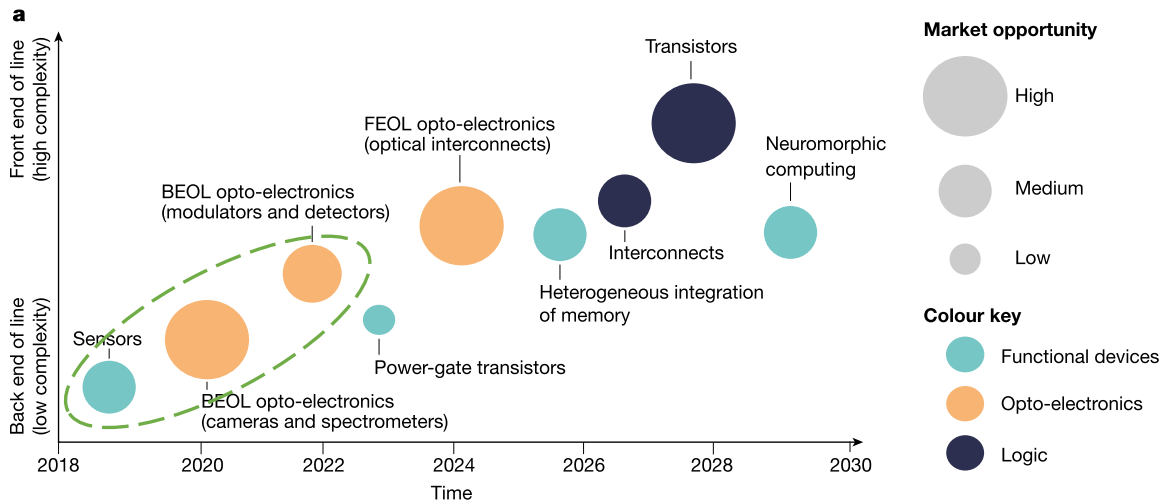 a
Front end of line
(high complexity)
Back end of line
(low complexity)
Transistors
FEOL opto-electronics
(optical interconnects)
Neuromorphic
computing
BEOL opto-electronics
(modulators and detectors)
Interconnects
Heterogeneous integration
of memory
Sensors
Power-gate transistors
BEOL opto-electronics
(cameras and spectrometers)
2018 2020 2022 2024 2026 2028 2030
Time
Market opportunity
High
Medium
Low
Colour key
Functional devices
Opto-electronics
Logic